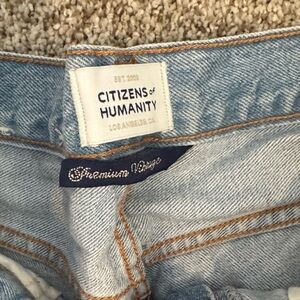 EST. 2003
CITIZENS of
HUMANITY
LOS ANGELES, CA
Premium Vintage